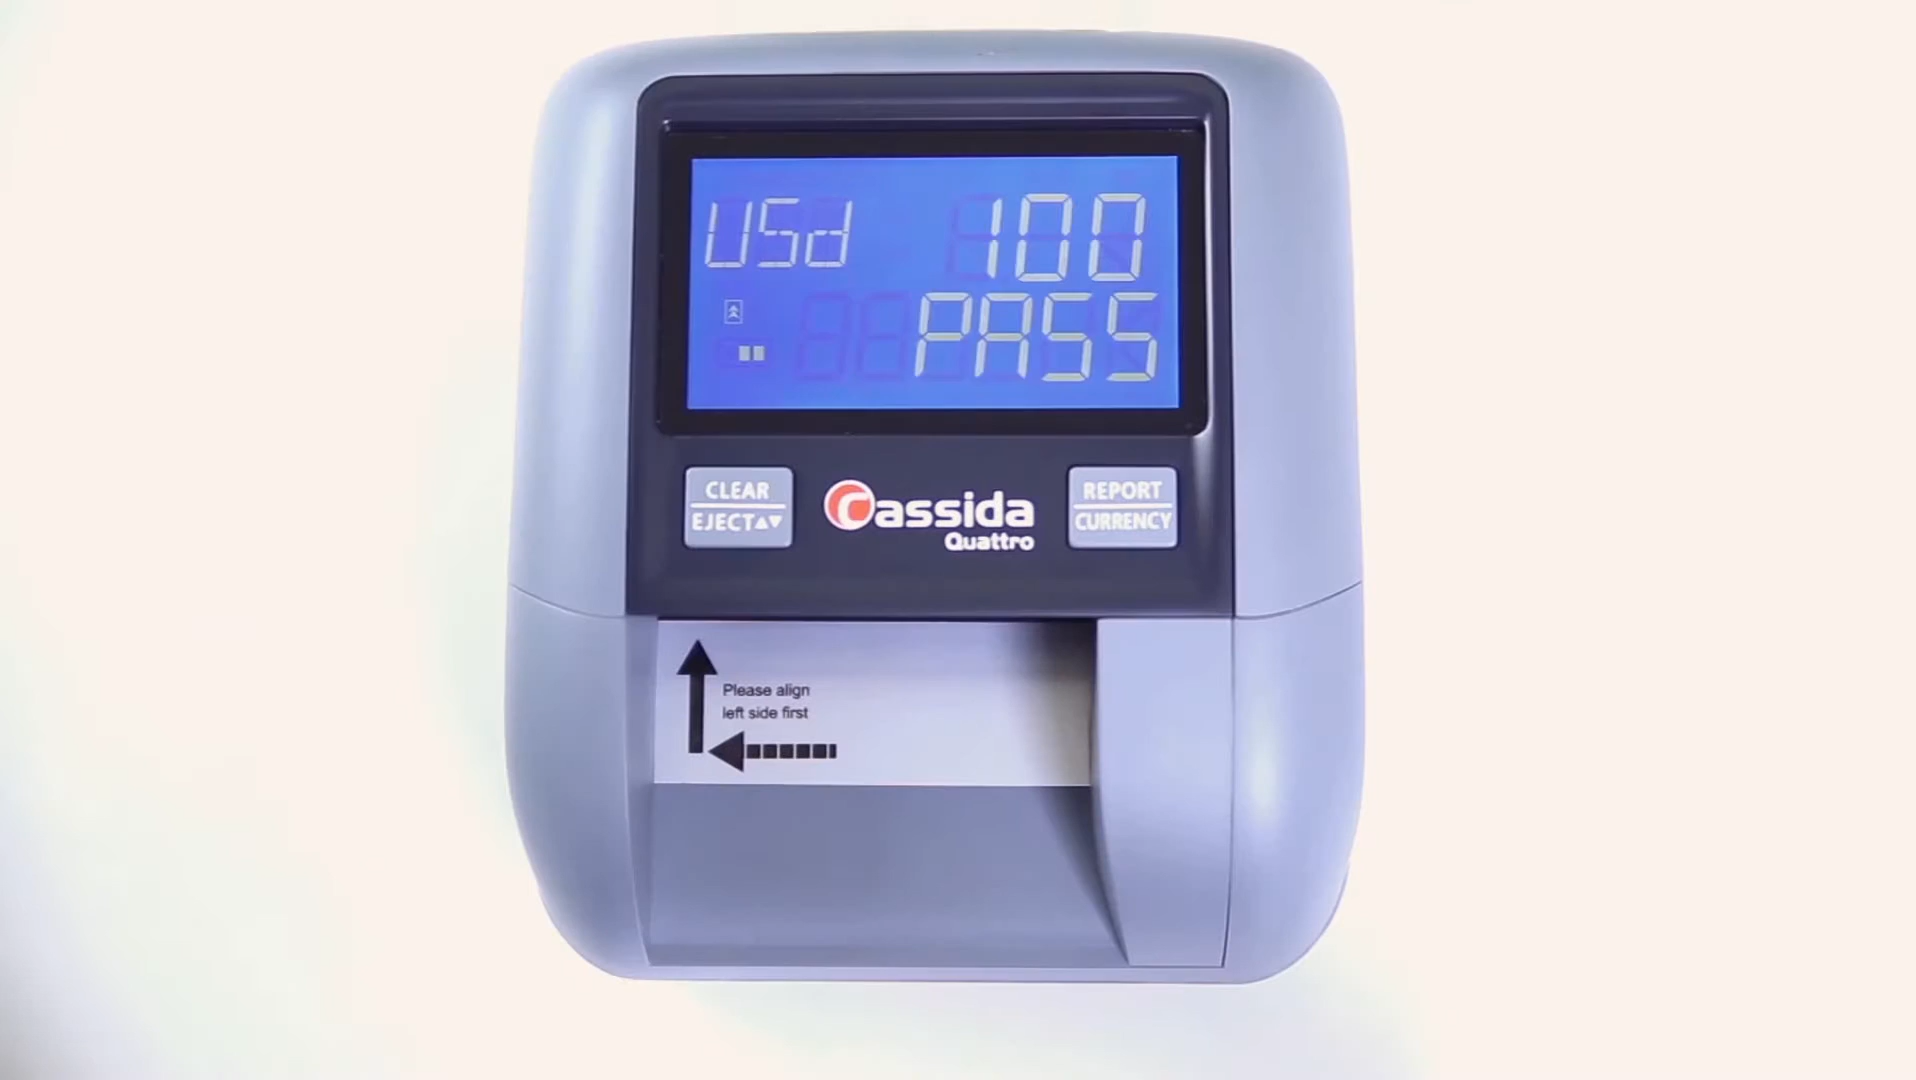 USd 100
PASS
CLEAR
EJECT▲▼
Cassida
Quattro
REPORT
CURRENCY
Please align
left side first